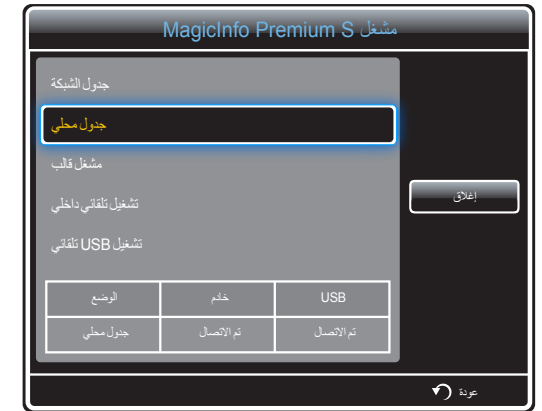 مشغل MagicInfo Premium S
جدول الشبكة
جدول محلي
مشغل قالب
تشغيل تلقائي داخلي
تشغيل USB تلقائي
إغلاق
الوضع خادم USB
جدول محلي تم الاتصال تم الاتصال
عودة